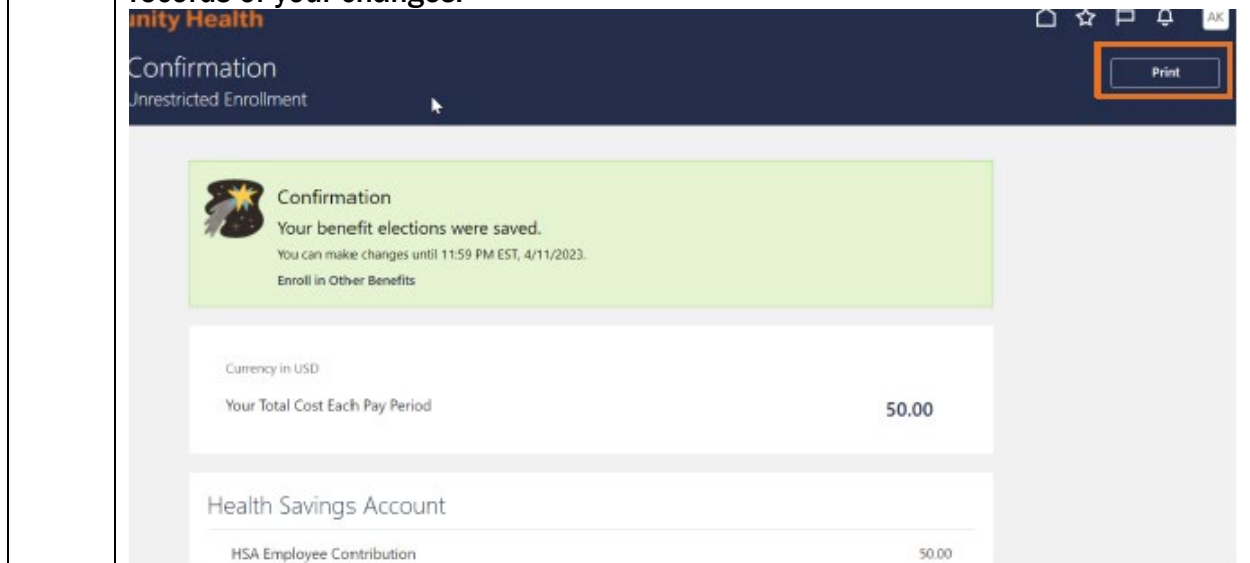 records of your changes.
unity Health
AK
Confirmation
Unrestricted Enrollment
Print
Confirmation
Your benefit elections were saved.
You can make changes until 11:59 PM EST, 4/11/2023.
Enroll in Other Benefits
Currency in USD
Your Total Cost Each Pay Period 50.00
Health Savings Account
HSA Employee Contribution 50.00